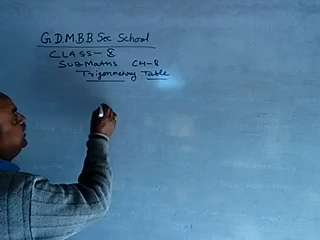 G.D.M.B.B Sec School
CLASS-8
SUB Maths CH-8
Trigonometry Table